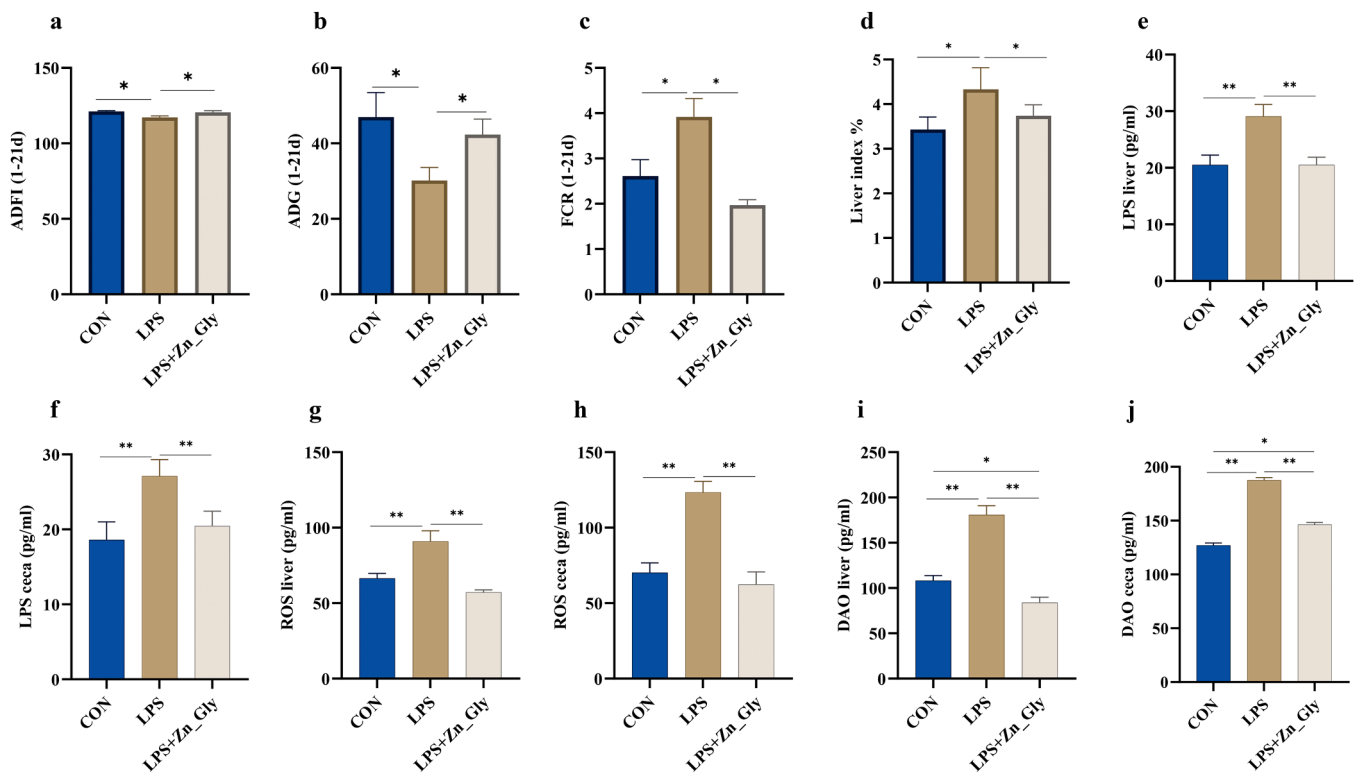 a
ADFI (1-21d)
150
100
50
0
*
*
CON
LPS
LPS+Zn_Gly
b
ADG (1-21d)
60
40
20
0
*
*
CON
LPS
LPS+Zn_Gly
c
FCR (1-21d)
5
4
3
2
1
0
*
*
CON
LPS
LPS+Zn_Gly
d
Liver index %
5
4
3
2
1
0
*
*
CON
LPS
LPS+Zn_Gly
e
LPS liver (pg/ml)
40
30
20
10
0
**
**
CON
LPS
LPS+Zn_Gly
f
LPS ceca (pg/ml)
30
20
10
0
**
**
CON
LPS
LPS+Zn_Gly
g
ROS liver (pg/ml)
150
100
50
0
**
**
CON
LPS
LPS+Zn_Gly
h
ROS ceca (pg/ml)
150
100
50
0
**
**
CON
LPS
LPS+Zn_Gly
i
DAO liver (pg/ml)
250
200
150
100
50
0
*
**
**
CON
LPS
LPS+Zn_Gly
j
DAO ceca (pg/ml)
200
150
100
50
0
*
**
**
CON
LPS
LPS+Zn_Gly